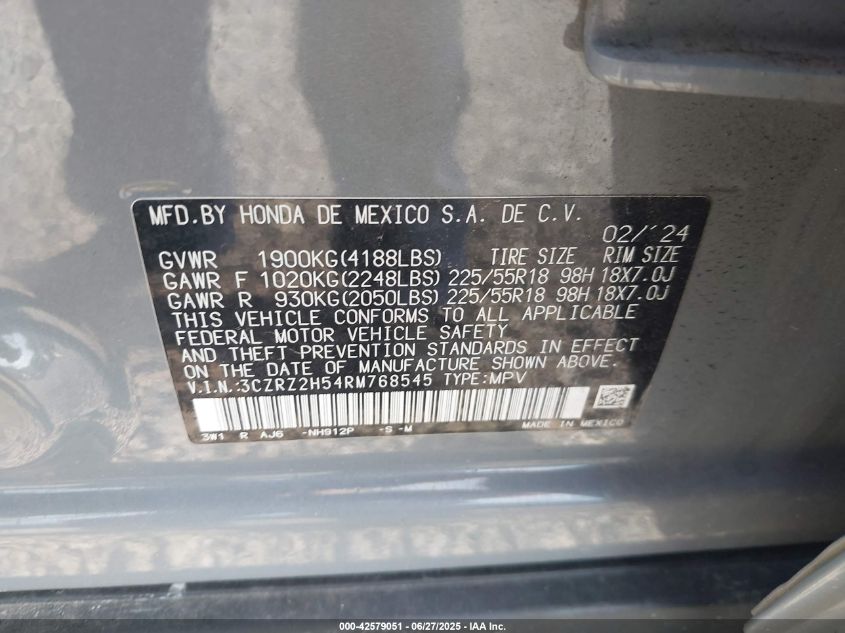 MFD.BY HONDA DE MEXICO S.A. DE C.V.
02/´24
GVWR 1900KG(4188LBS) TIRE SIZE RIM SIZE
GAWR F 1020KG(2248LBS) 225/55R18 98H 18X7.0J
GAWR R 930KG(2050LBS) 225/55R18 98H 18X7.0J
THIS VEHICLE CONFORMS TO ALL APPLICABLE
FEDERAL MOTOR VEHICLE SAFETY
AND THEFT PREVENTION STANDARDS IN EFFECT
ON THE DATE OF MANUFACTURE SHOWN ABOVE.
V.I.N.:3CZRZ2H54RM768545 TYPE:MPV
3W1 R AJ6 -NH912P -S -M MADE IN MEXICO
000-42579051 | 06/27/2025 - IAA Inc.